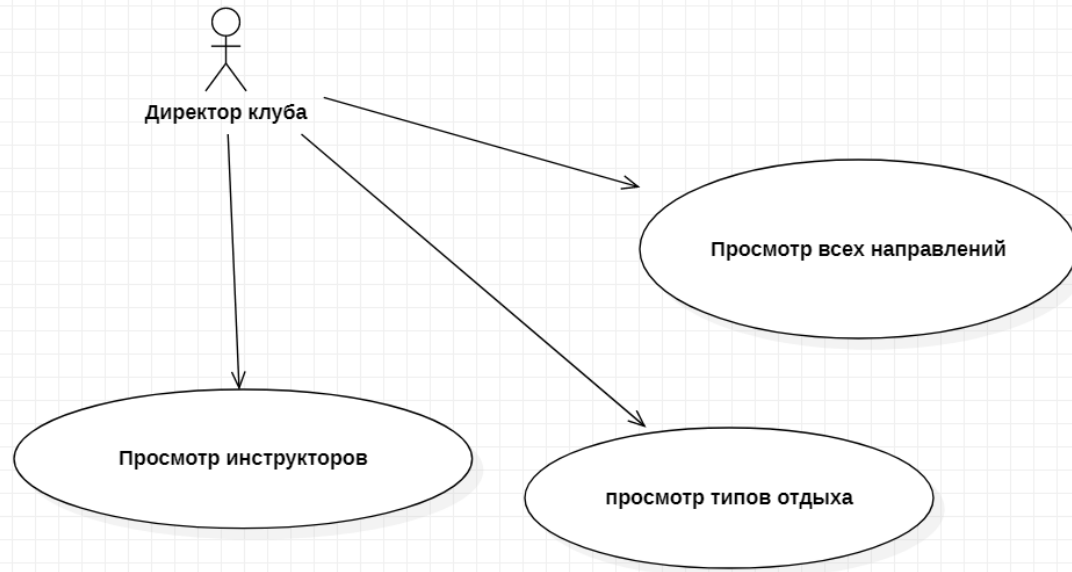 Директор клуба
Просмотр всех направлений
Просмотр инструкторов
просмотр типов отдыха